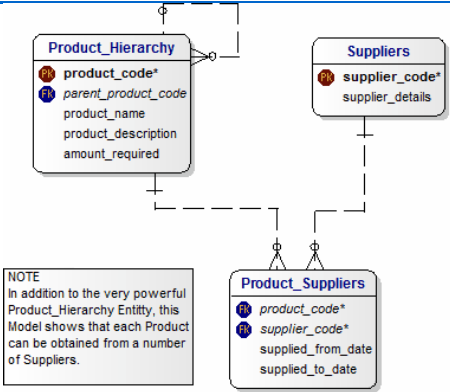 Product_Hierarchy
PK product_code*
FK parent_product_code
product_name
product_description
amount_required
Suppliers
PK supplier_code*
supplier_details
NOTE
In addition to the very powerful
Product_Hierarchy Entitty, this
Model shows that each Product
can be obtained from a number
of Suppliers.
Product_Suppliers
FK product_code*
FK supplier_code*
supplied_from_date
supplied_to_date